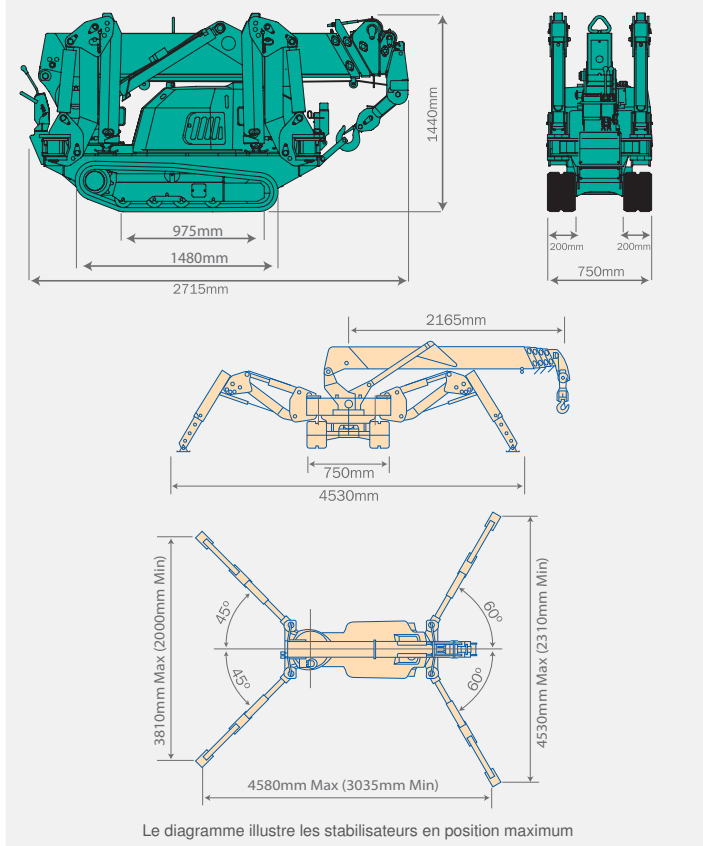 1440mm
975mm
1480mm
2715mm
200mm
200mm
750mm
2165mm
750mm
4530mm
3810mm Max (2000mm Min)
45º
45º
60º
60º
4530mm Max (2310mm Min)
4580mm Max (3035mm Min)
Le diagramme illustre les stabilisateurs en position maximum